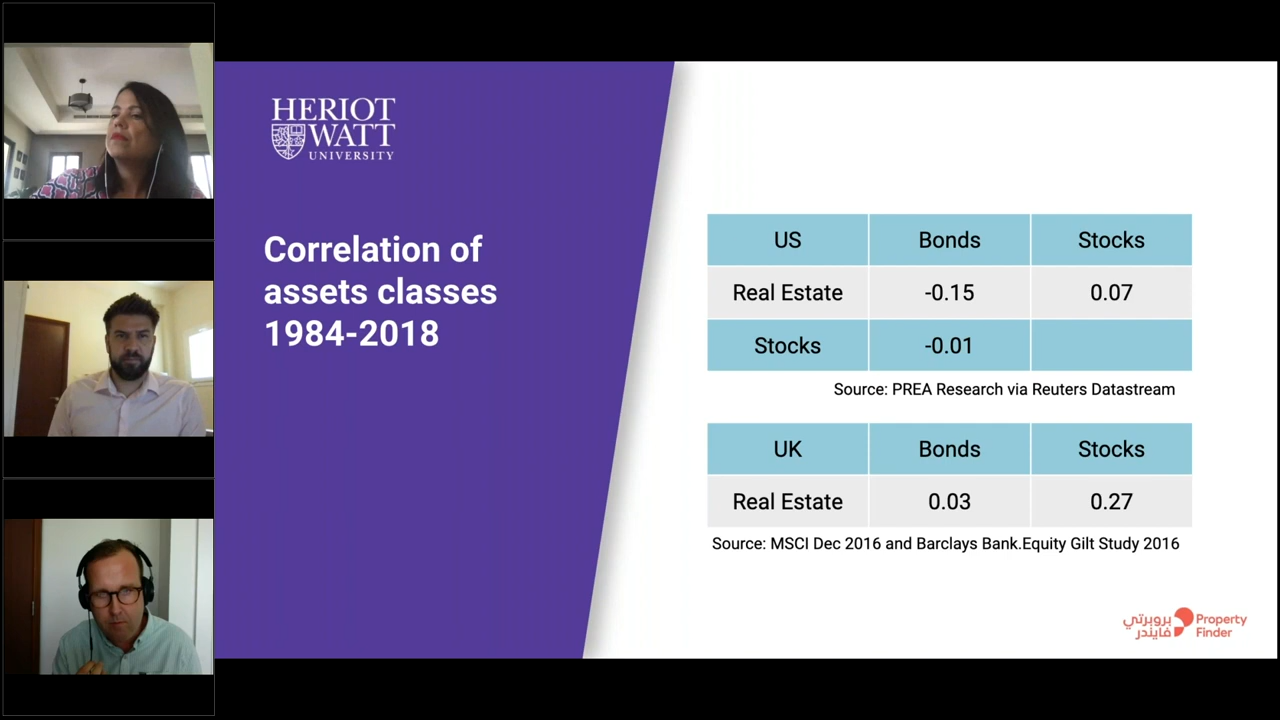 HERIOT
WATT
UNIVERSITY
Correlation of
assets classes
1984-2018
US Bonds Stocks
Real Estate -0.15 0.07
Stocks -0.01
Source: PREA Research via Reuters Datastream
UK Bonds Stocks
Real Estate 0.03 0.27
Source: MSCI Dec 2016 and Barclays Bank.Equity Gilt Study 2016
بروبرتي
فايندر
Property
Finder